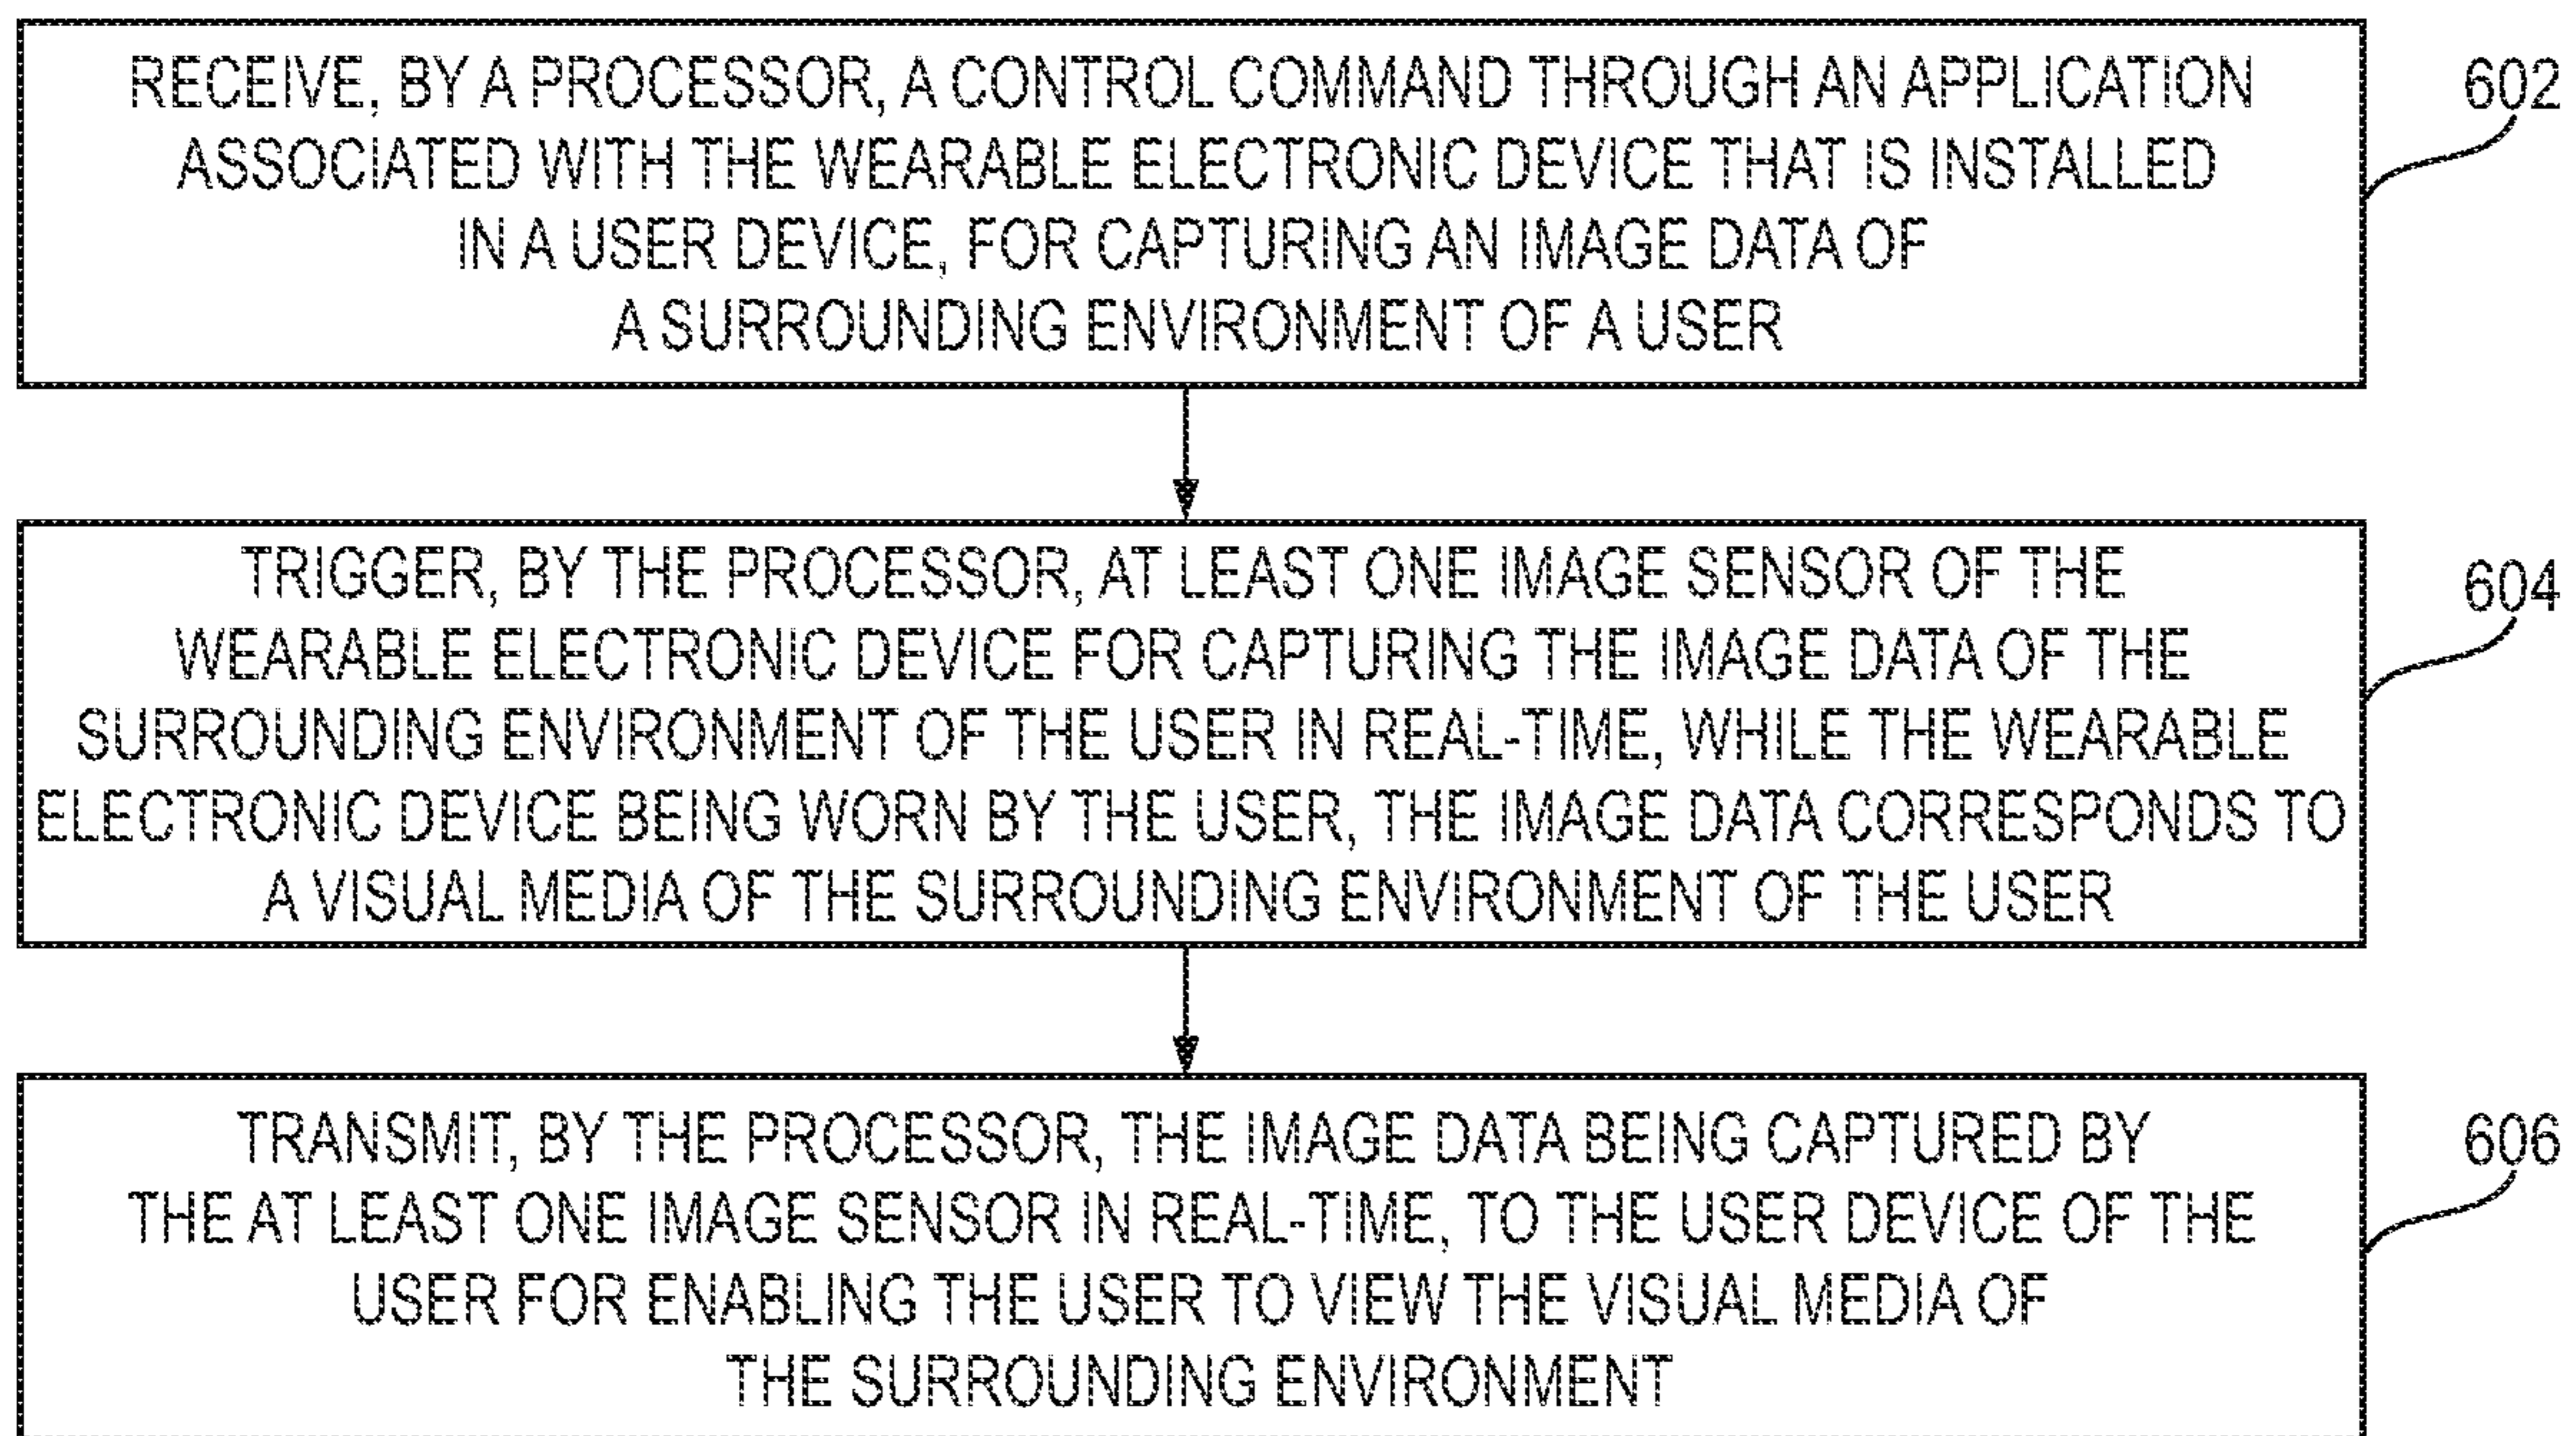 RECEIVE, BY A PROCESSOR, A CONTROL COMMAND THROUGH AN APPLICATION
ASSOCIATED WITH THE WEARABLE ELECTRONIC DEVICE THAT IS INSTALLED
IN A USER DEVICE, FOR CAPTURING AN IMAGE DATA OF
A SURROUNDING ENVIRONMENT OF A USER
602
TRIGGER, BY THE PROCESSOR, AT LEAST ONE IMAGE SENSOR OF THE
WEARABLE ELECTRONIC DEVICE FOR CAPTURING THE IMAGE DATA OF THE
SURROUNDING ENVIRONMENT OF THE USER IN REAL-TIME, WHILE THE WEARABLE
ELECTRONIC DEVICE BEING WORN BY THE USER, THE IMAGE DATA CORRESPONDS TO
A VISUAL MEDIA OF THE SURROUNDING ENVIRONMENT OF THE USER
604
TRANSMIT, BY THE PROCESSOR, THE IMAGE DATA BEING CAPTURED BY
THE AT LEAST ONE IMAGE SENSOR IN REAL-TIME, TO THE USER DEVICE OF THE
USER FOR ENABLING THE USER TO VIEW THE VISUAL MEDIA OF
THE SURROUNDING ENVIRONMENT
606